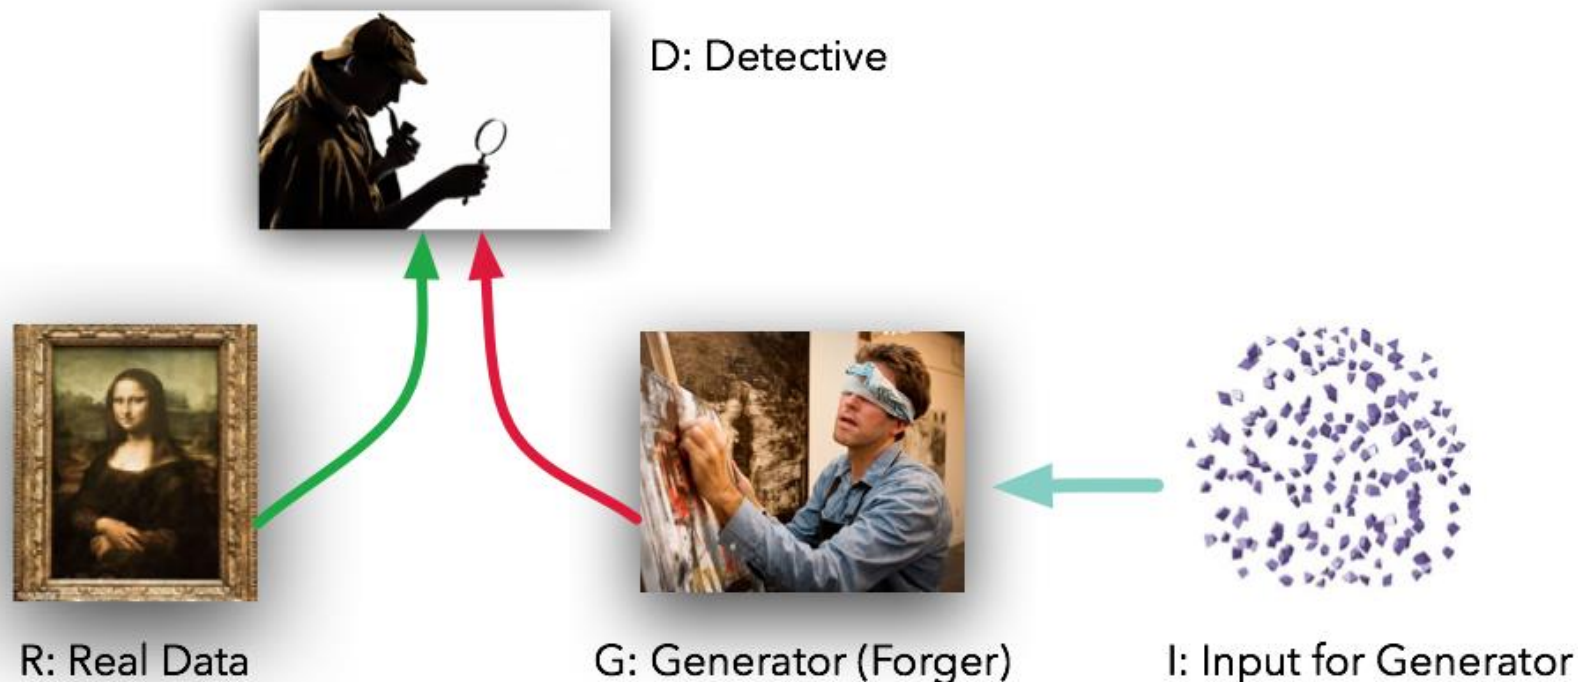 D: Detective
R: Real Data
G: Generator (Forger)
I: Input for Generator